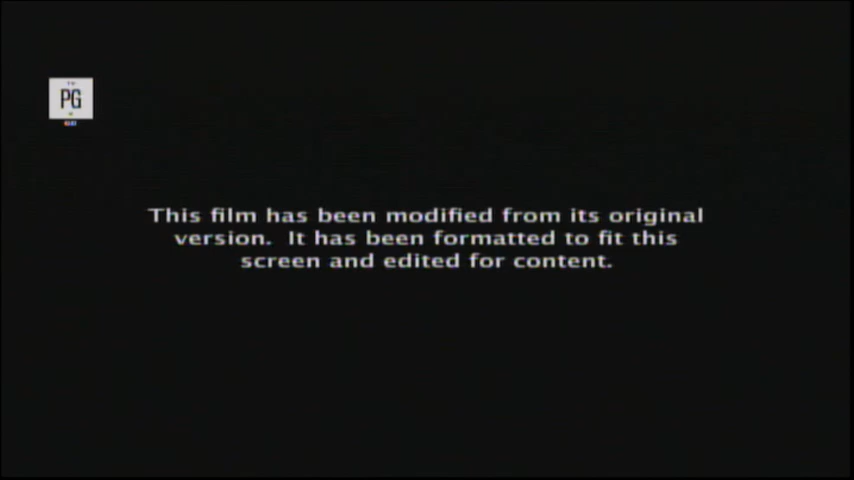 PG
This film has been modified from its original
version. It has been formatted to fit this
screen and edited for content.